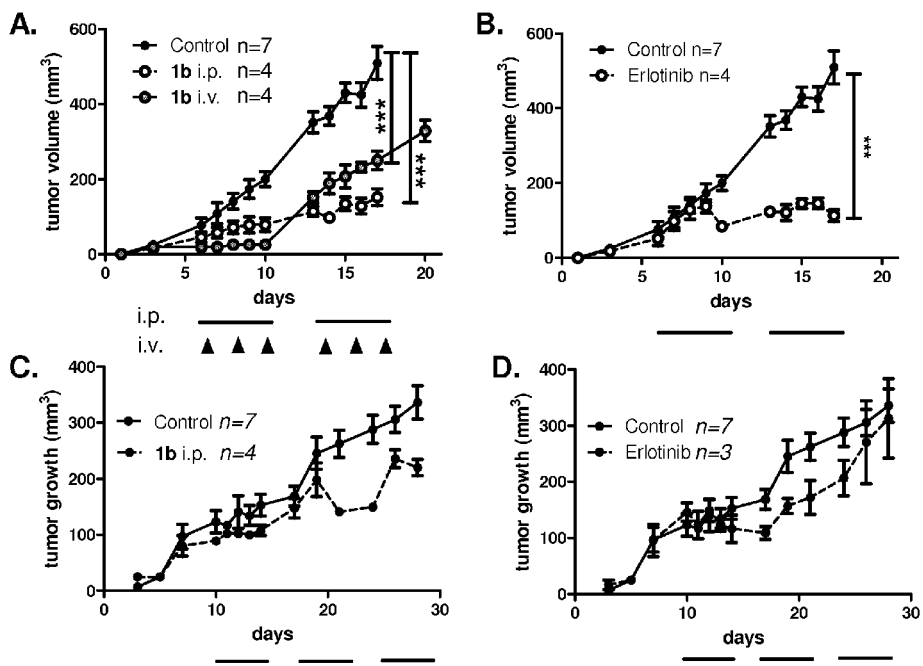 A.
tumor volume (mm³)
600
400
200
0
Control n=7
1b i.p. n=4
1b i.v. n=4
***
***
0 5 10 15 20
days
i.p.
i.v.
B.
tumor volume (mm³)
600
400
200
0
Control n=7
Erlotinib n=4
***
0 5 10 15 20
days
C.
tumor growth (mm³)
400
300
200
100
0
Control n=7
1b i.p. n=4
0 10 20 30
days
D.
tumor growth (mm³)
400
300
200
100
0
Control n=7
Erlotinib n=3
0 10 20 30
days